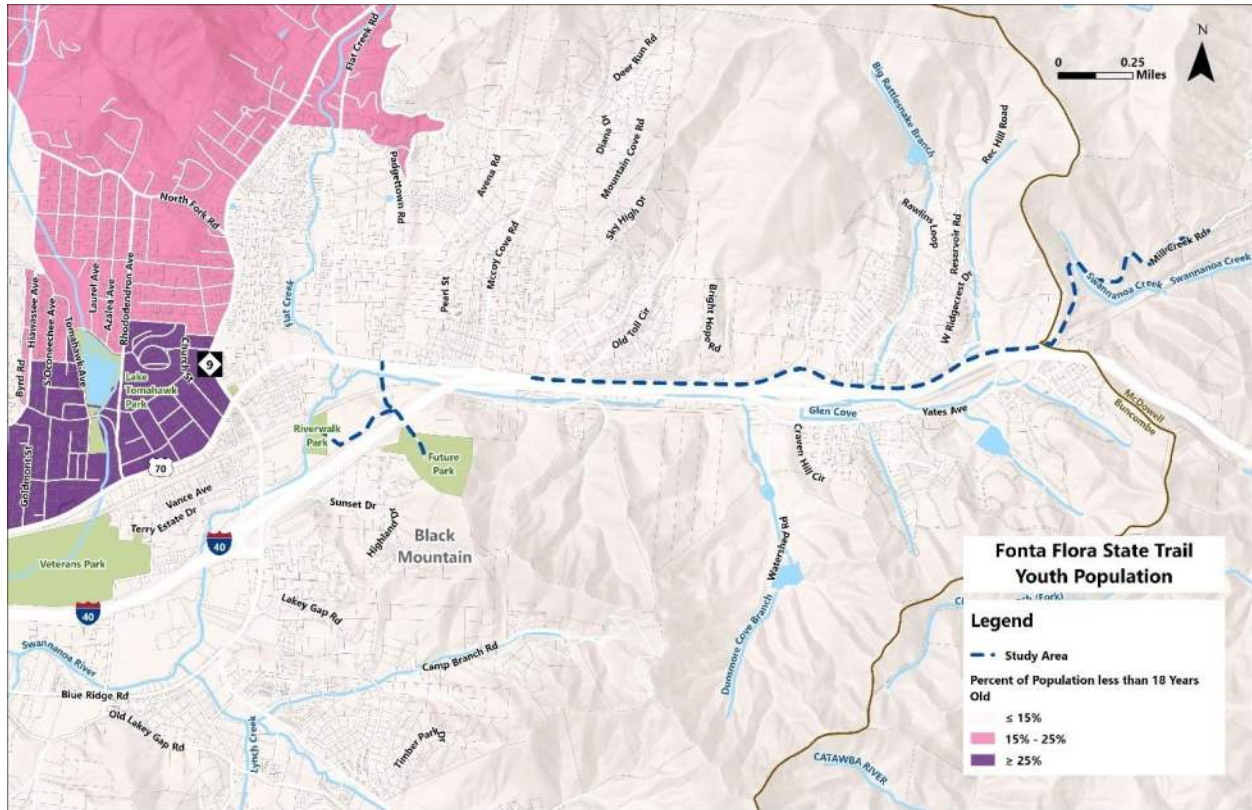 N
0 0.25
Miles
Flat Creek Rd
Deer Run Rd
Big Rattlesnake Branch
Rec Hill Road
Diana Dr
Mountain Cove Rd
Padgettown Rd
Avena Rd
North Fork Rd
Sky High Dr
Rawlins Loop
Reservoir Rd
Mill Creek Rd
Swannanoa Creek
Swannanoa Creek
Mccoy Cove Rd
Hiawassee Ave
Laurel Ave
Azalea Ave
Rhododendron Ave
S Oconeechee Ave
Tomahawk Ave
Flat Creek
Pearl St
Old Toll Cir
Bright Hope Rd
W Ridgecrest Dr
Byrd Rd
Church St
9
Lake
Tomahawk
Park
McDowell
Buncombe
Riverwalk
Park
Glen Cove
Yates Ave
Goldmont St
70
Future
Park
Craven Hill Cir
Vance Ave
Terry Estate Dr
Sunset Dr
Highland Dr
Black
Mountain
40
Veterans Park
40
Watershed Rd
Lakey Gap Rd
Dunsmore Cove Branch
Swannanoa River
Camp Branch Rd
Blue Ridge Rd
Old Lakey Gap Rd
Lynch Creek
Timber Park Dr
CATAWBA RIVER
(Fork)
Fonta Flora State Trail
Youth Population
Legend
Study Area
Percent of Population less than 18 Years
Old
≤ 15%
15% - 25%
≥ 25%